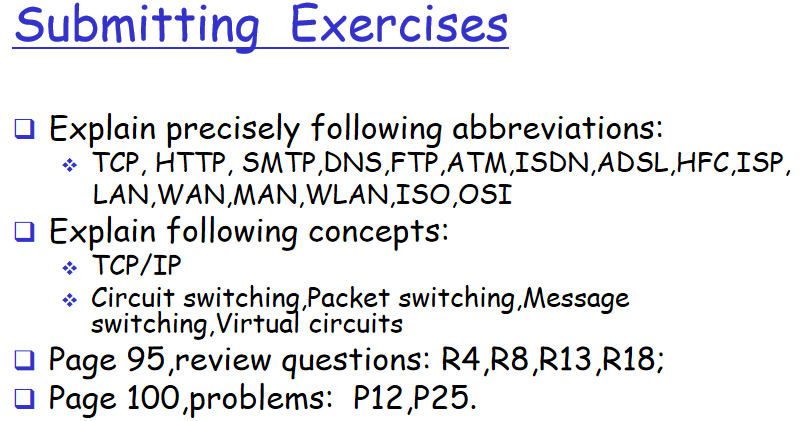 Submitting Exercises
Explain precisely following abbreviations:
TCP, HTTP, SMTP,DNS,FTP,ATM,ISDN,ADSL,HFC,ISP,
LAN,WAN,MAN,WLAN,ISO,OSI
Explain following concepts:
TCP/IP
Circuit switching,Packet switching,Message
switching,Virtual circuits
Page 95,review questions: R4,R8,R13,R18;
Page 100,problems: P12,P25.